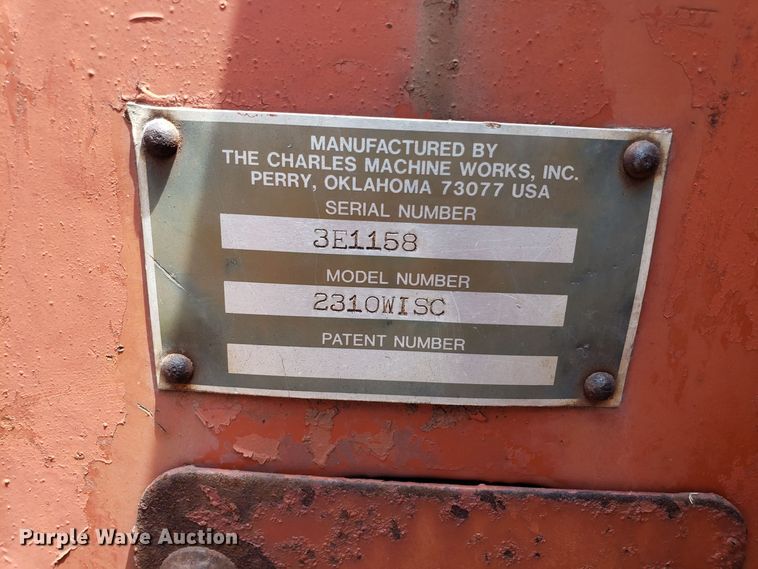 MANUFACTURED BY
THE CHARLES MACHINE WORKS, INC.
PERRY, OKLAHOMA 73077 USA
SERIAL NUMBER
3E1158
MODEL NUMBER
2310WISC
PATENT NUMBER
Purple Wave Auction